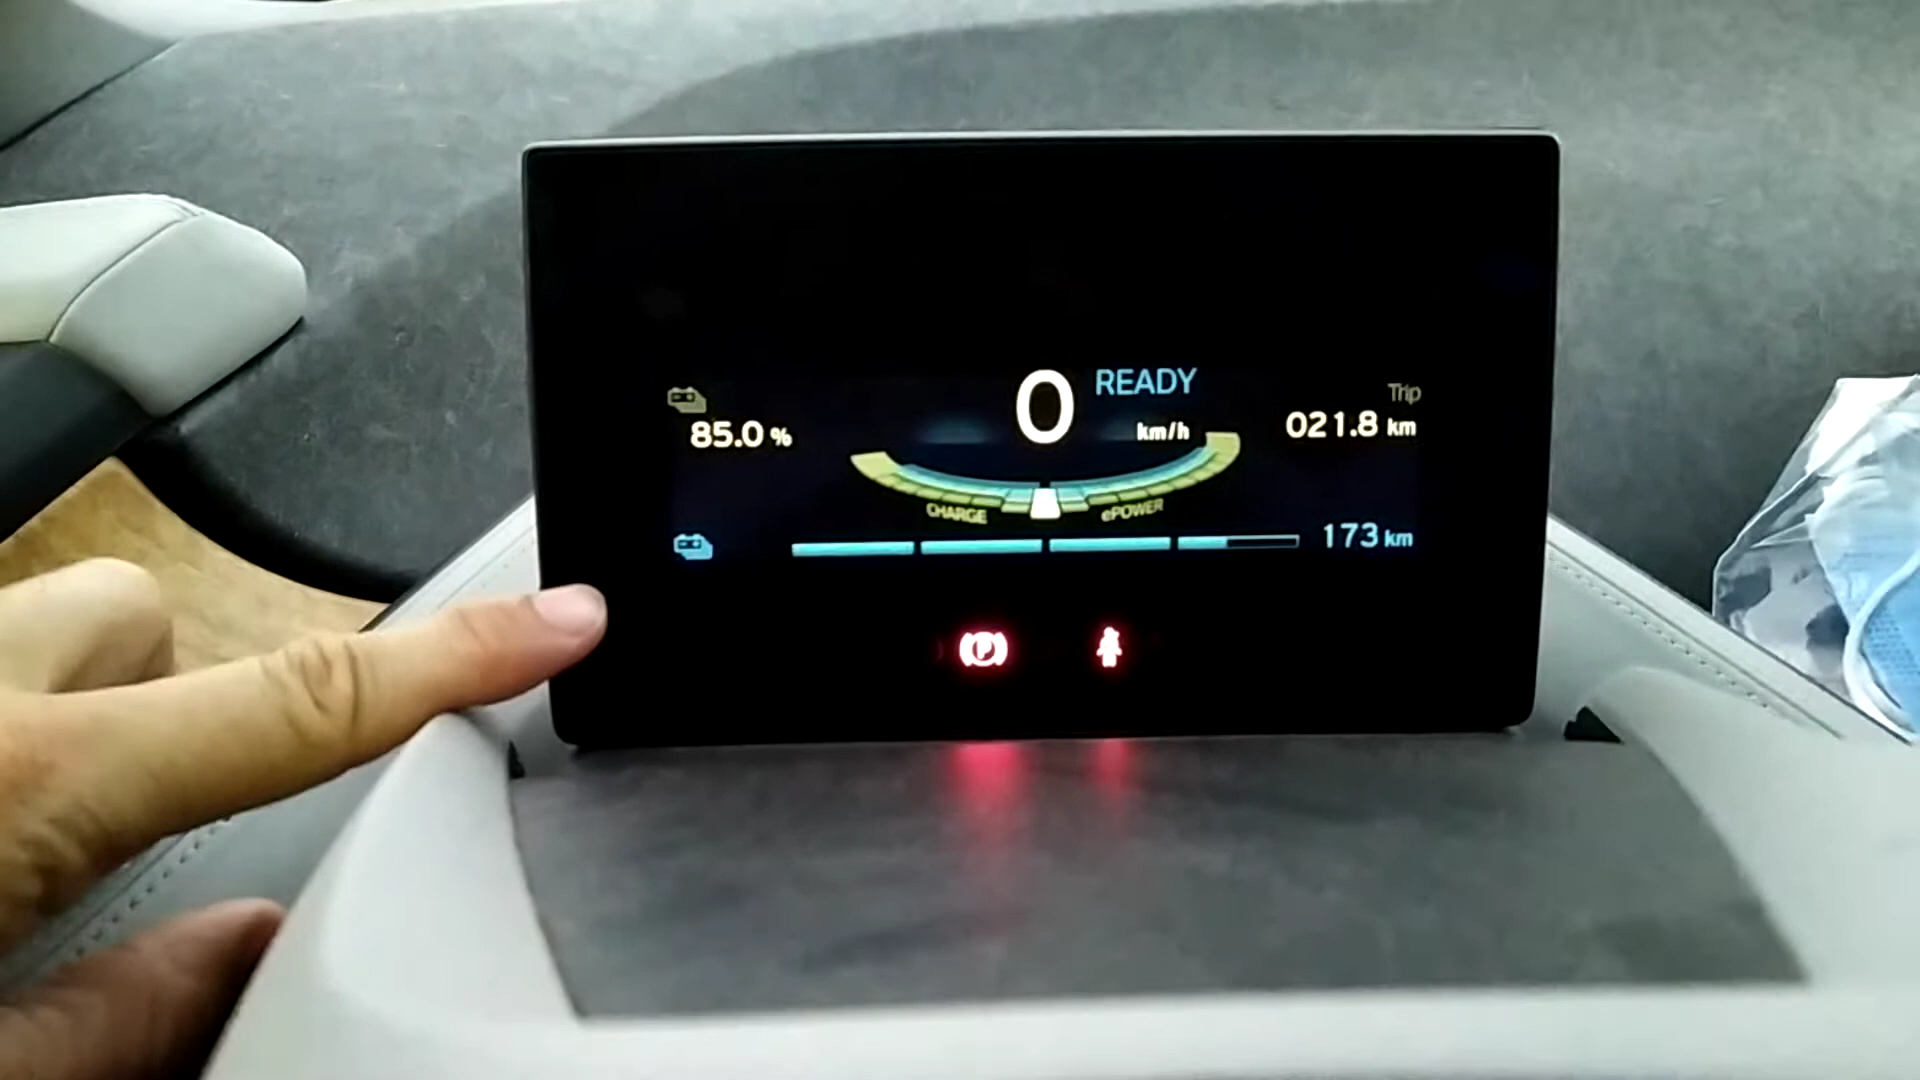 READY
0 km/h
85.0 %
Trip
021.8 km
CHARGE
ePOWER
173 km
P